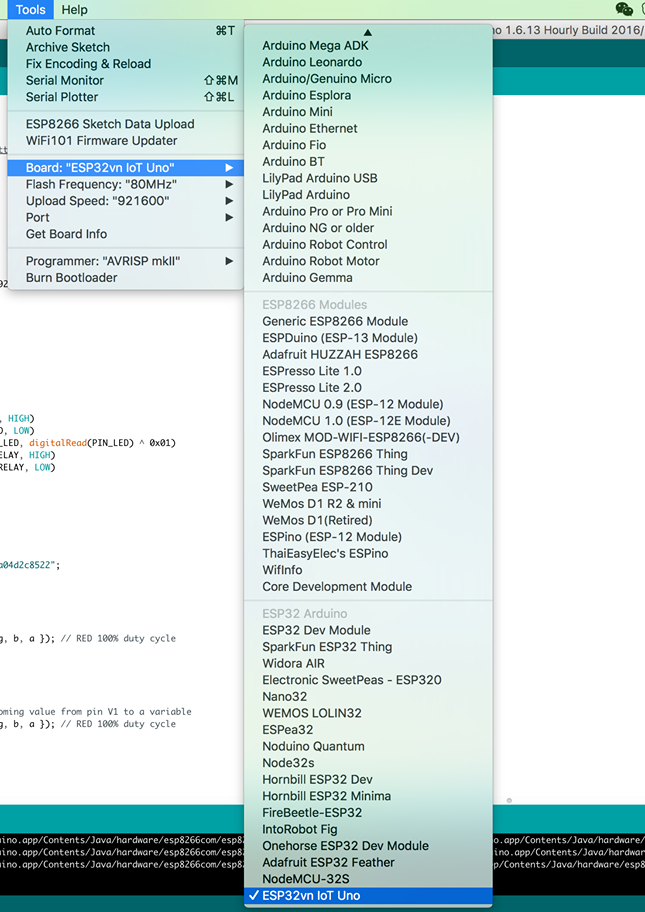 Tools Help
no 1.6.13 Hourly Build 2016/
Auto Format ⌘T
Archive Sketch
Fix Encoding & Reload
Serial Monitor ⇧⌘M
Serial Plotter ⇧⌘L
ESP8266 Sketch Data Upload
WiFi101 Firmware Updater
Board: "ESP32vn IoT Uno"
Flash Frequency: "80MHz"
Upload Speed: "921600"
Port
Get Board Info
Programmer: "AVRISP mkII"
Burn Bootloader
Arduino Mega ADK
Arduino Leonardo
Arduino/Genuino Micro
Arduino Esplora
Arduino Mini
Arduino Ethernet
Arduino Fio
Arduino BT
LilyPad Arduino USB
LilyPad Arduino
Arduino Pro or Pro Mini
Arduino NG or older
Arduino Robot Control
Arduino Robot Motor
Arduino Gemma
ESP8266 Modules
Generic ESP8266 Module
ESPDuino (ESP-13 Module)
Adafruit HUZZAH ESP8266
ESPresso Lite 1.0
ESPresso Lite 2.0
NodeMCU 0.9 (ESP-12 Module)
NodeMCU 1.0 (ESP-12E Module)
Olimex MOD-WIFI-ESP8266(-DEV)
SparkFun ESP8266 Thing
SparkFun ESP8266 Thing Dev
SweetPea ESP-210
WeMos D1 R2 & mini
WeMos D1(Retired)
ESPino (ESP-12 Module)
ThaiEasyElec's ESPino
WifInfo
Core Development Module
ESP32 Arduino
ESP32 Dev Module
SparkFun ESP32 Thing
Widora AIR
Electronic SweetPeas - ESP320
Nano32
WEMOS LOLIN32
ESPea32
Noduino Quantum
Node32s
Hornbill ESP32 Dev
Hornbill ESP32 Minima
FireBeetle-ESP32
IntoRobot Fig
Onehorse ESP32 Dev Module
Adafruit ESP32 Feather
NodeMCU-32S
✓ ESP32vn IoT Uno
, HIGH)
D, LOW)
_LED, digitalRead(PIN_LED) ^ 0x01)
ELAY, HIGH)
RELAY, LOW)
a04d2c8522";
g, b, a }); // RED 100% duty cycle
oming value from pin V1 to a variable
g, b, a }); // RED 100% duty cycle
uino.app/Contents/Java/hardware/esp8266com/esp82 no.app/Contents/Java/hardware/
uino.app/Contents/Java/hardware/esp8266com/esp82 ino.app/Contents/Java/hardware
uino.app/Contents/Java/hardware/esp8266com/esp82 /Contents/Java/hardware/esp8